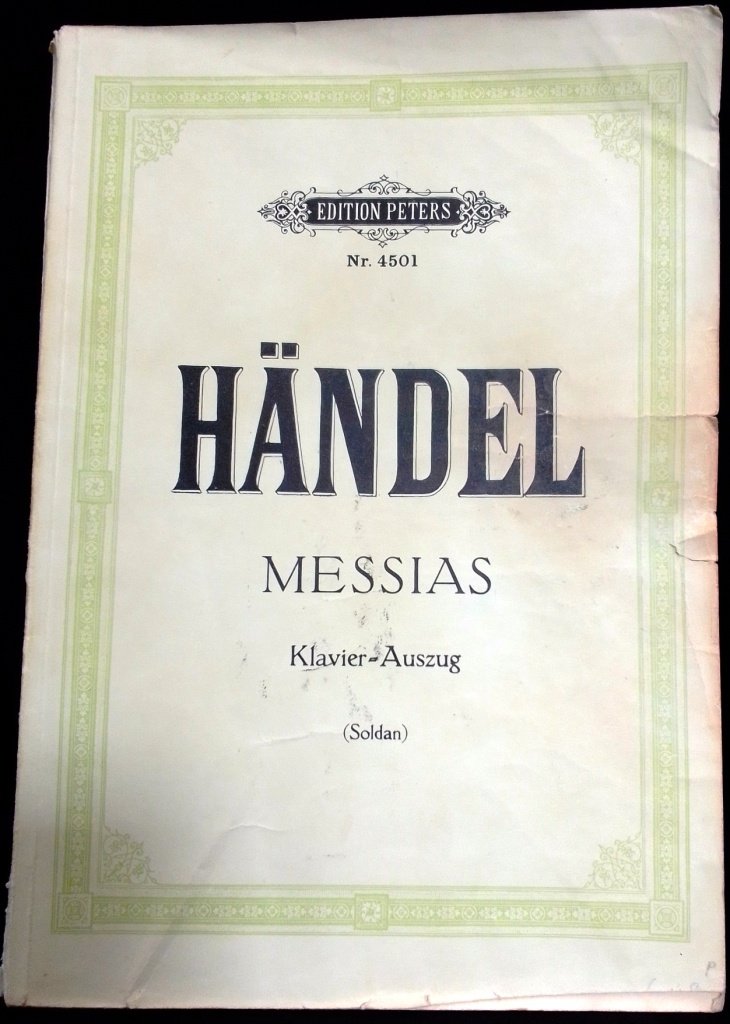 EDITION PETERS
Nr. 4501
HÄNDEL
MESSIAS
Klavier-Auszug
(Soldan)